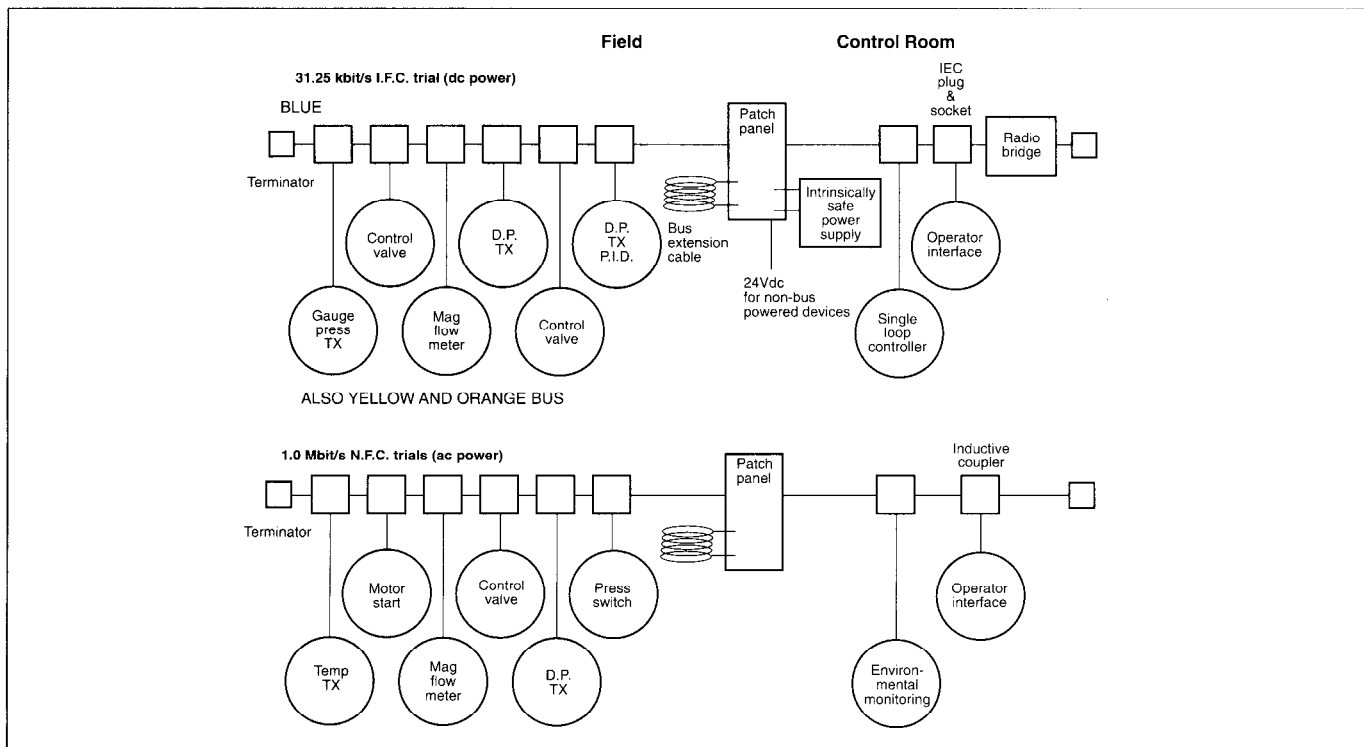 Field
Control Room
31.25 kbit/s I.F.C. trial (dc power)
IEC
plug
&
socket
BLUE
Patch
panel
Radio
bridge
Terminator
Control
valve
D.P.
TX
D.P.
TX
P.I.D.
Bus
extension
cable
Intrinsically
safe
power
supply
Operator
interface
24Vdc
for non-bus
powered devices
Gauge
press
TX
Mag
flow
meter
Control
valve
Single
loop
controller
ALSO YELLOW AND ORANGE BUS
1.0 Mbit/s N.F.C. trials (ac power)
Patch
panel
Inductive
coupler
Terminator
Motor
start
Control
valve
Press
switch
Operator
interface
Temp
TX
Mag
flow
meter
D.P.
TX
Environ-
mental
monitoring